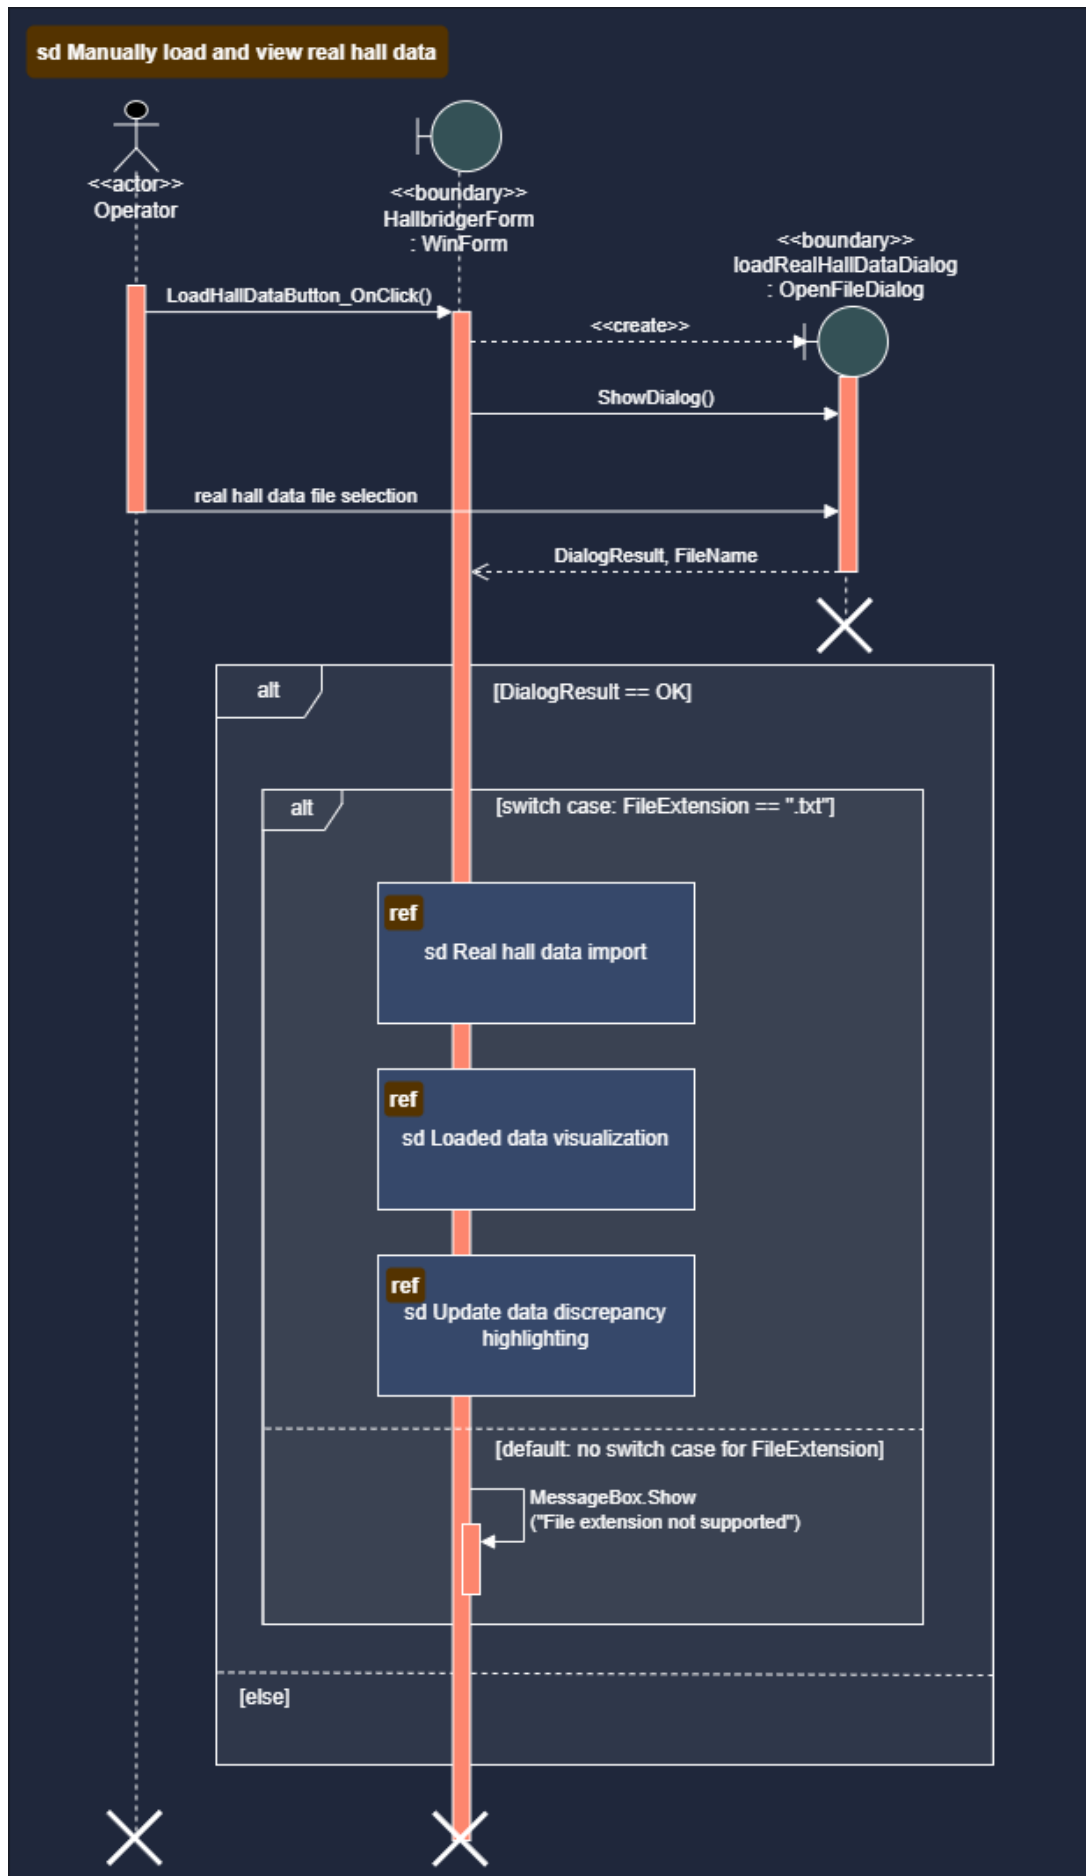 sd Manually load and view real hall data
<<actor>>
Operator
<<boundary>>
HallbridgerForm
: WinForm
<<boundary>>
loadRealHallDataDialog
: OpenFileDialog
LoadHallDataButton_OnClick()
<<create>>
ShowDialog()
real hall data file selection
DialogResult, FileName
alt
[DialogResult == OK]
alt
[switch case: FileExtension == ".txt"]
ref
sd Real hall data import
ref
sd Loaded data visualization
ref
sd Update data discrepancy
highlighting
[default: no switch case for FileExtension]
MessageBox.Show
("File extension not supported")
[else]